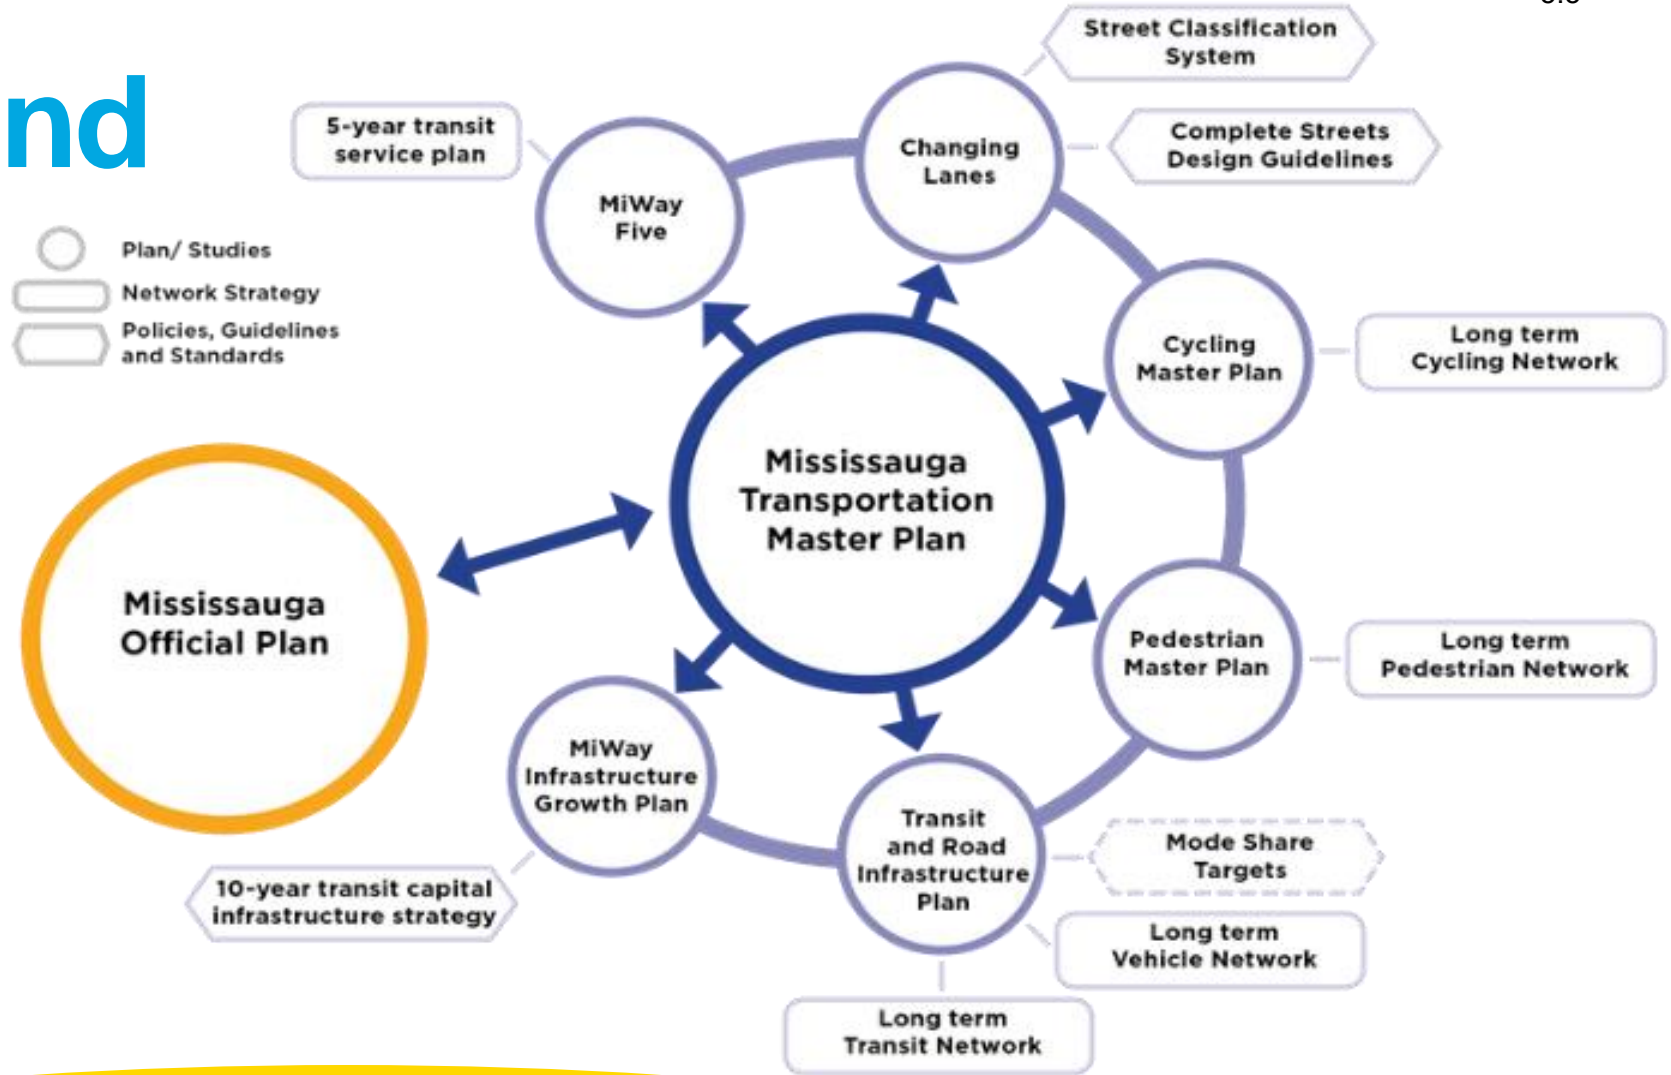 nd
Plan/ Studies
Network Strategy
Policies, Guidelines
and Standards
5-year transit
service plan
MiWay
Five
Changing
Lanes
Street Classification
System
Complete Streets
Design Guidelines
Cycling
Master Plan
Long term
Cycling Network
Mississauga
Transportation
Master Plan
Mississauga
Official Plan
Pedestrian
Master Plan
Long term
Pedestrian Network
MiWay
Infrastructure
Growth Plan
10-year transit capital
infrastructure strategy
Transit
and Road
Infrastructure
Plan
Mode Share
Targets
Long term
Vehicle Network
Long term
Transit Network